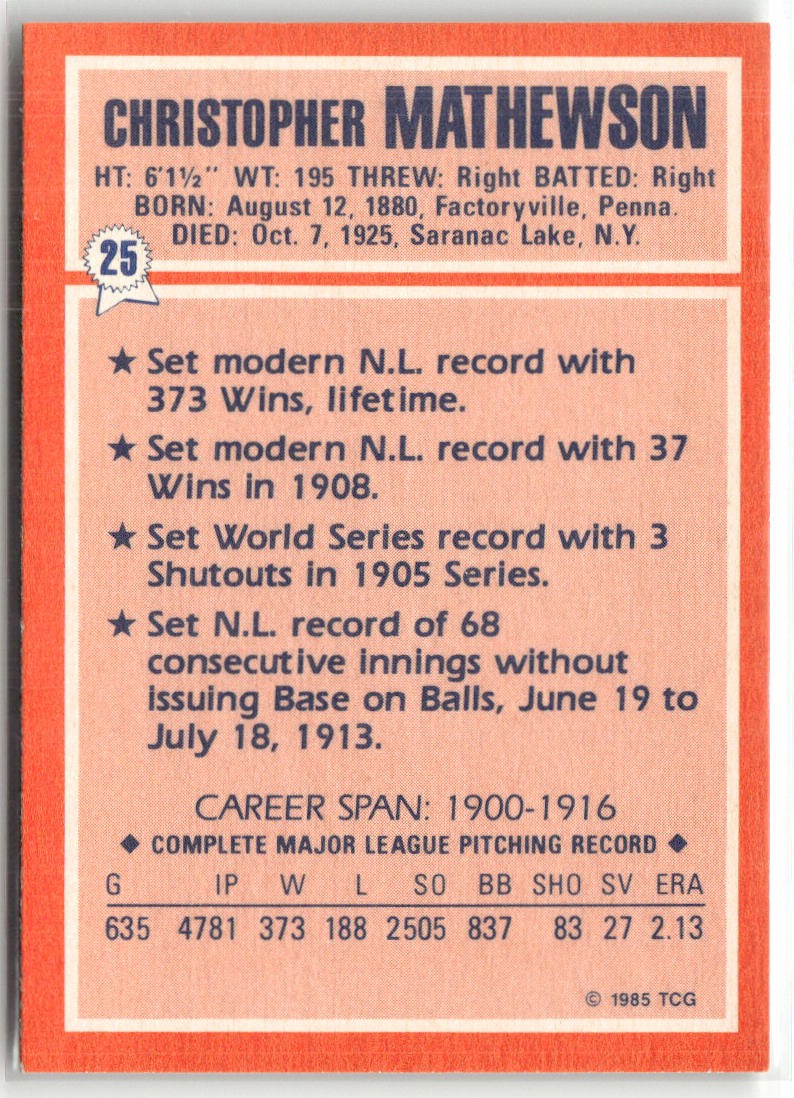 CHRISTOPHER MATHEWSON
HT: 6'1½" WT: 195 THREW: Right BATTED: Right
BORN: August 12, 1880, Factoryville, Penna.
DIED: Oct. 7, 1925, Saranac Lake, N.Y.
25
★ Set modern N.L. record with
373 Wins, lifetime.
★ Set modern N.L. record with 37
Wins in 1908.
★ Set World Series record with 3
Shutouts in 1905 Series.
★ Set N.L. record of 68
consecutive innings without
issuing Base on Balls, June 19 to
July 18, 1913.
CAREER SPAN: 1900-1916
◆ COMPLETE MAJOR LEAGUE PITCHING RECORD ◆
G IP W L SO BB SHO SV ERA
635 4781 373 188 2505 837 83 27 2.13
© 1985 TCG